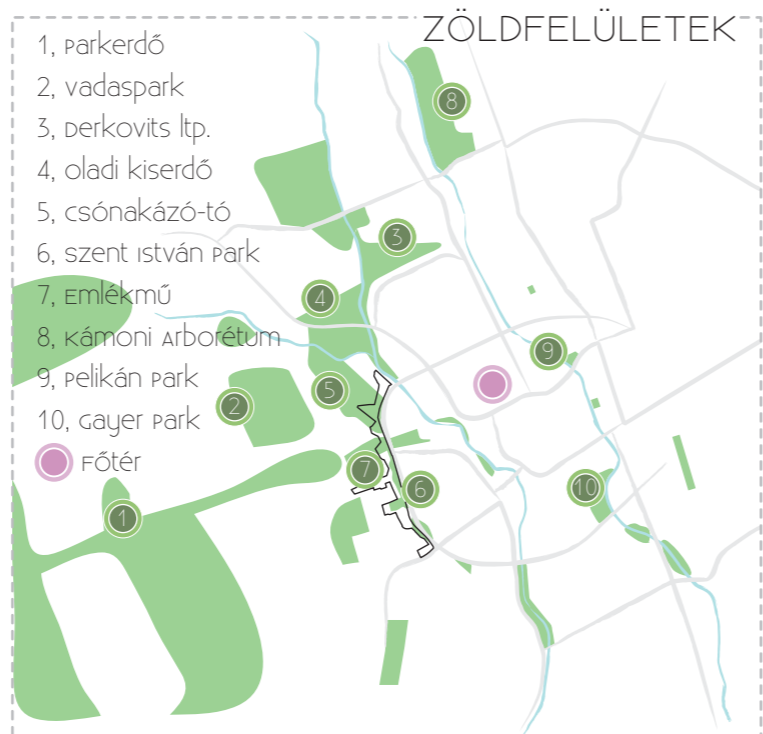 ZÖLDFELÜLETEK
1, Parkerdő
2, vadaspark
3, Derkovits ltp.
4, oladi kiserdő
5, csónakázó-tó
6, Szent István Park
7, Emlékmű
8, Kámoni Arborétum
9, Pelikán Park
10, Gayer Park
Főtér
8
3
4
9
5
2
7
6
10
1